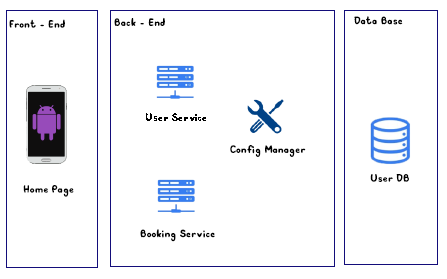 Front - End
Home Page
Back - End
User Service
Config Manager
Booking Service
Data Base
User DB